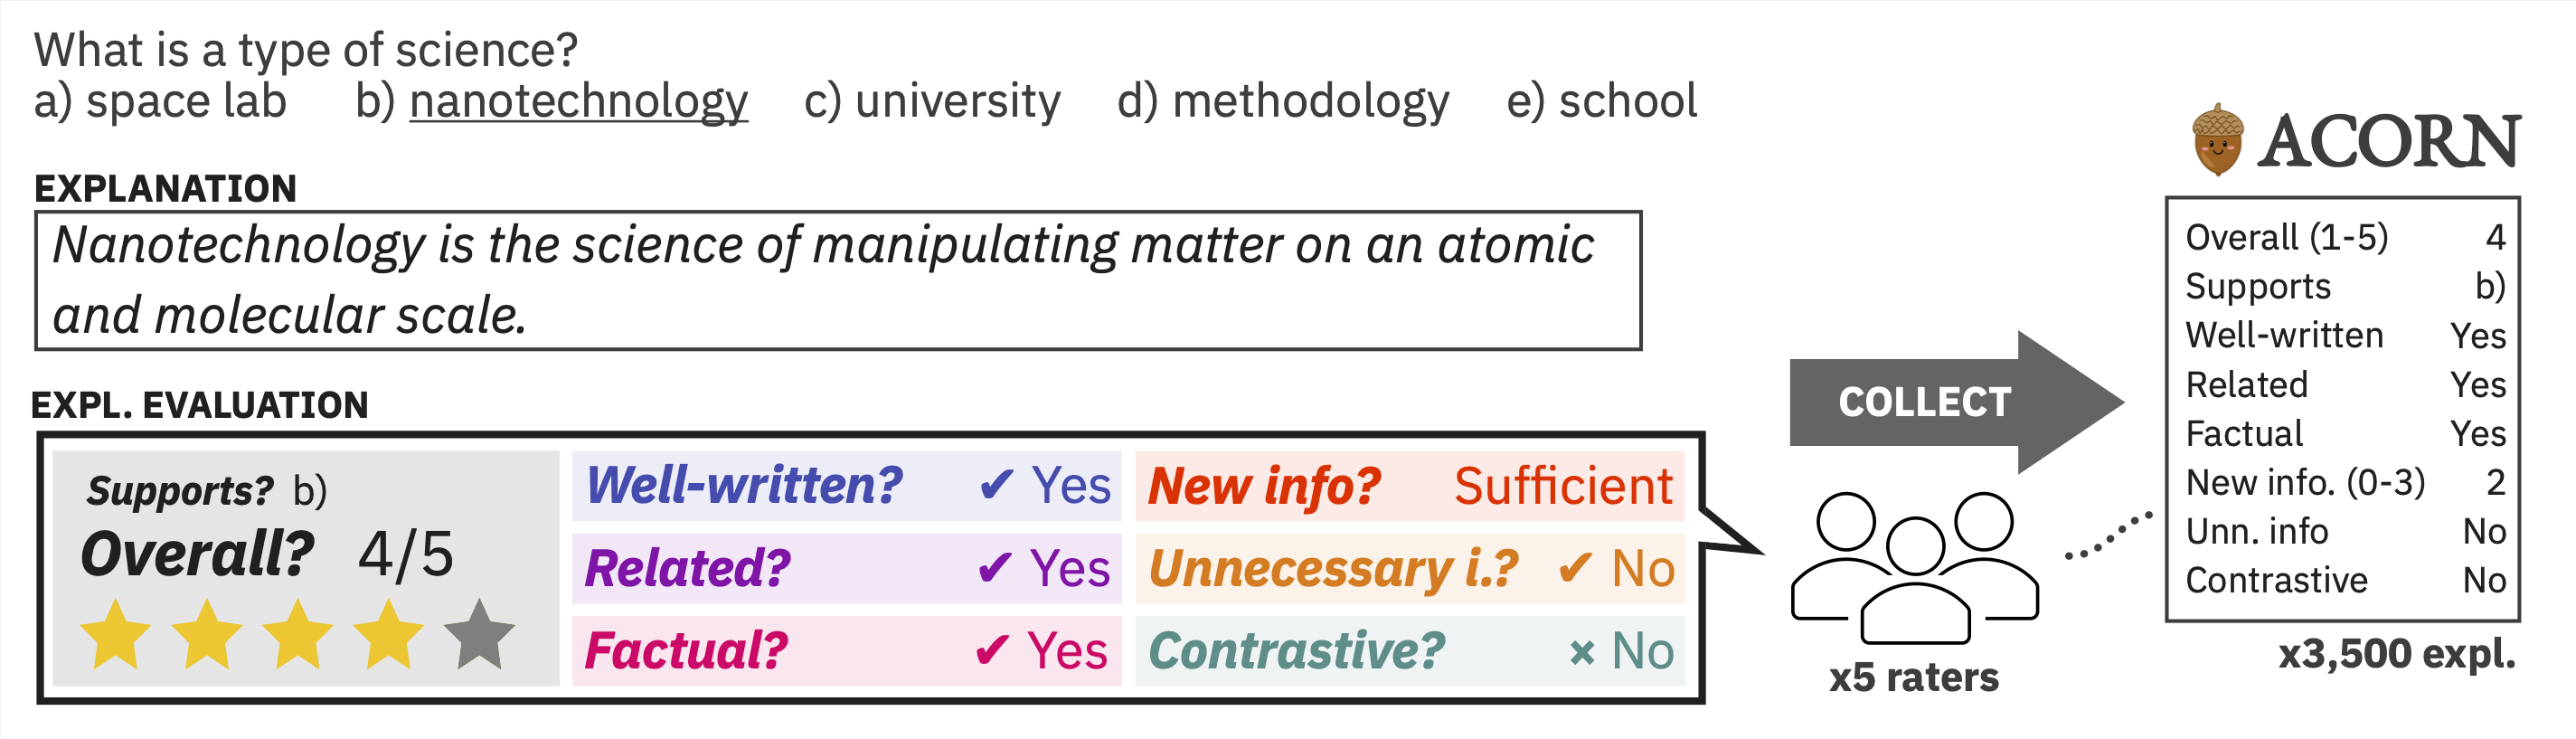 What is a type of science?
a) space lab b) nanotechnology c) university d) methodology e) school
EXPLANATION
Nanotechnology is the science of manipulating matter on an atomic
and molecular scale.
EXPL. EVALUATION
Supports? b)
Overall? 4/5
Well-written? ✔ Yes
Related? ✔ Yes
Factual? ✔ Yes
New info? Sufficient
Unnecessary i.? ✔ No
Contrastive? × No
COLLECT
x5 raters
ACORN
Overall (1-5) 4
Supports b)
Well-written Yes
Related Yes
Factual Yes
New info. (0-3) 2
Unn. info No
Contrastive No
x3,500 expl.